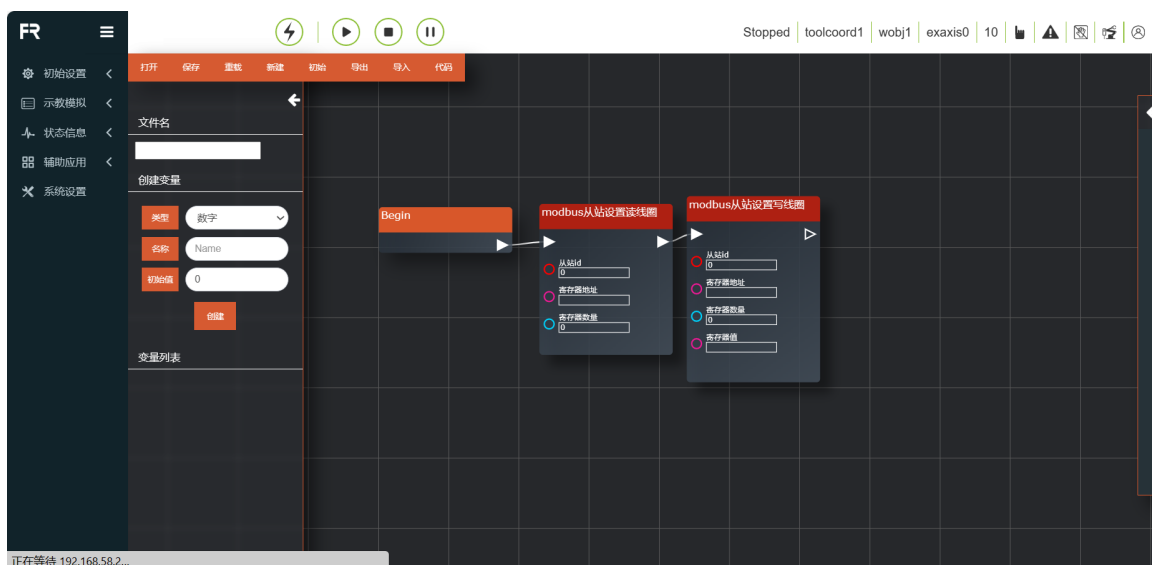 FR
Stopped toolcoord1 wobj1 exaxis0 10
初始设置
示教模拟
状态信息
辅助应用
系统设置
打开 保存 重载 新建 初始 导出 导入 代码
文件名
创建变量
类型 数字
名称 Name
初始值 0
创建
变量列表
Begin
modbus从站设置读线圈
从站id
0
寄存器地址
寄存器数量
0
modbus从站设置写线圈
从站id
0
寄存器地址
寄存器数量
0
寄存器值
正在等待 192.168.58.2...